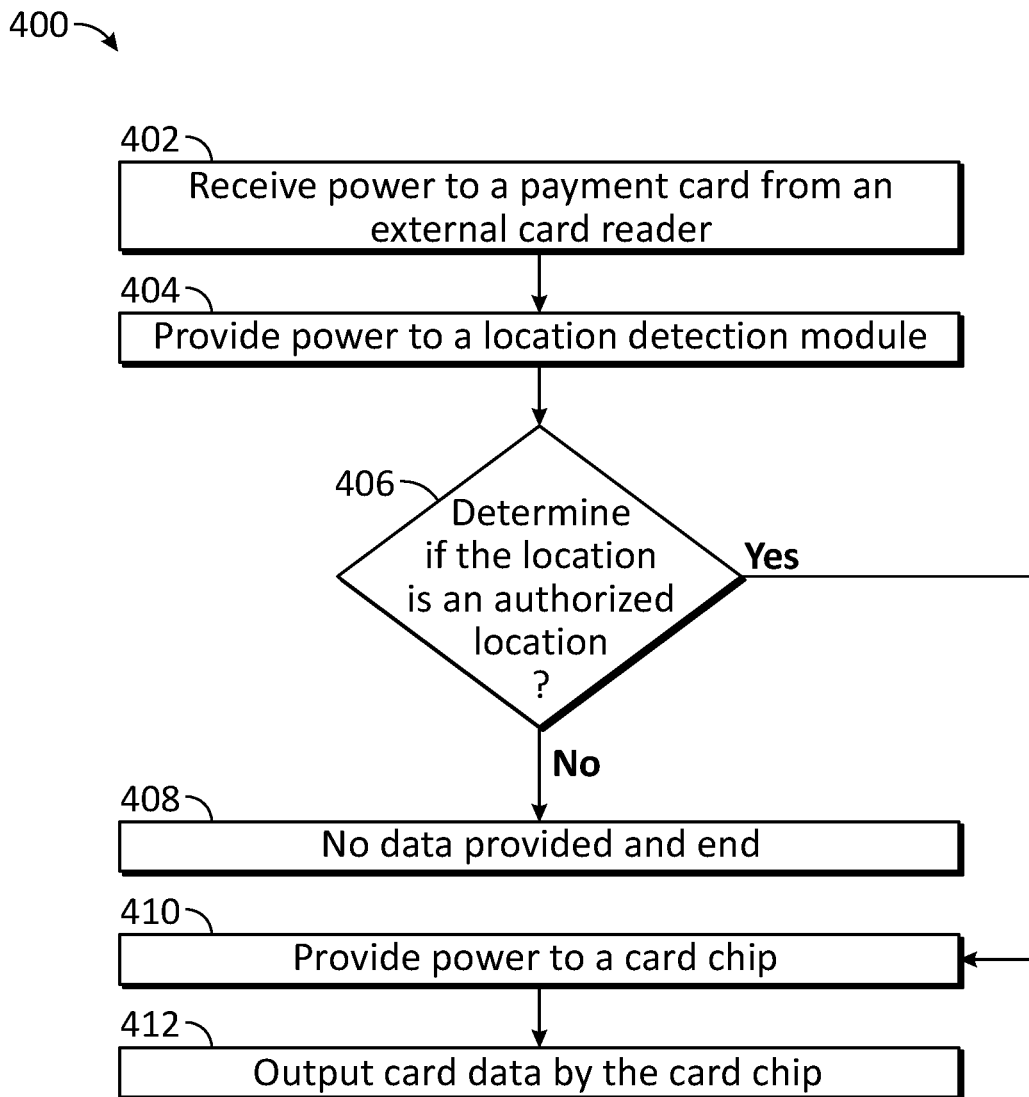 400
402
Receive power to a payment card from an
external card reader
404
Provide power to a location detection module
406
Determine
if the location
is an authorized
location
?
Yes
No
408
No data provided and end
410
Provide power to a card chip
412
Output card data by the card chip